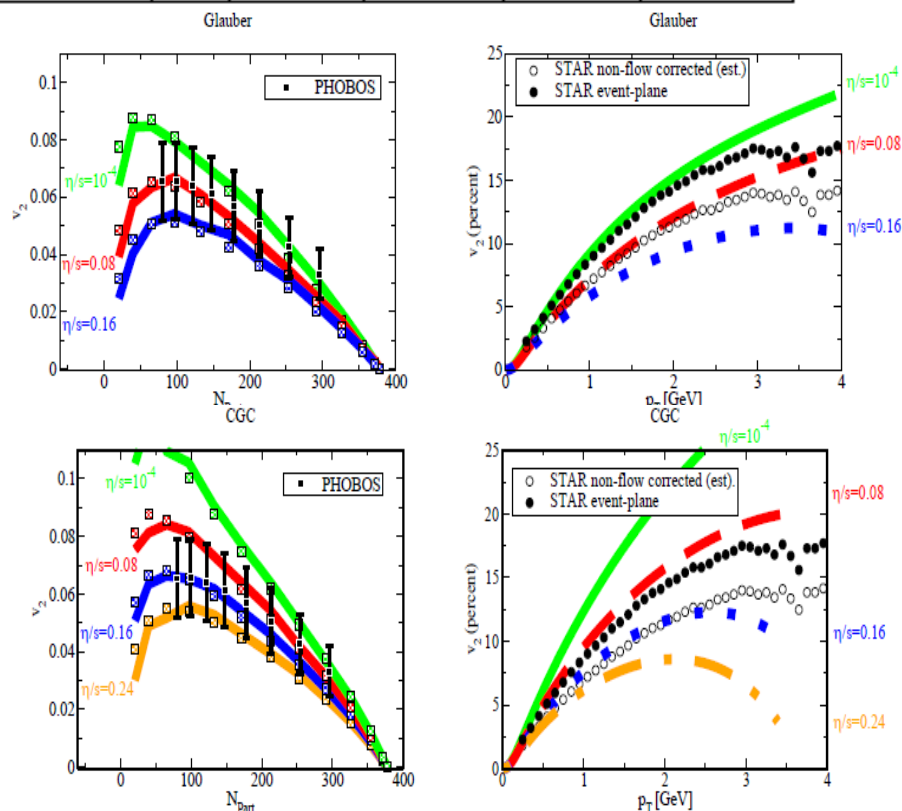 Glauber
0.1
0.08
0.06
0.04
0.02
0
v2
PHOBOS
η/s=10^-4
η/s=0.08
η/s=0.16
0 100 200 300 400
Glauber
25
20
15
10
5
0
v2 (percent)
STAR non-flow corrected (est.)
STAR event-plane
η/s=10^-4
η/s=0.08
η/s=0.16
0 1 2 3 4
pT [GeV]
CGC
0.1
0.08
0.06
0.04
0.02
0
v2
PHOBOS
η/s=10^-4
η/s=0.08
η/s=0.16
η/s=0.24
0 100 200 300 400
NPart
CGC
25
20
15
10
5
0
v2 (percent)
STAR non-flow corrected (est.)
STAR event-plane
η/s=10^-4
η/s=0.08
η/s=0.16
η/s=0.24
0 1 2 3 4
pT [GeV]